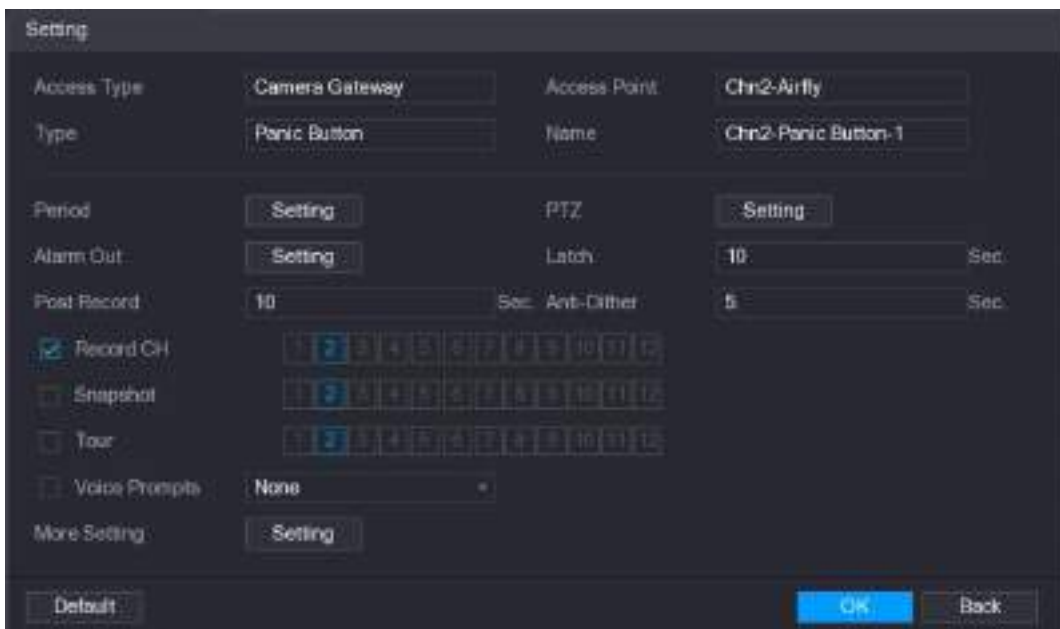 Setting
Access Type Camera Gateway Access Point Chn2-Airfly
Type Panic Button Name Chn2-Panic Button-1
Period Setting PTZ Setting
Alarm Out Setting Latch 10 Sec.
Post Record 10 Sec. Anti-Dither 5 Sec.
Record CH 1 2 3 4 5 6 7 8 9 10 11 12
Snapshot 1 2 3 4 5 6 7 8 9 10 11 12
Tour 1 2 3 4 5 6 7 8 9 10 11 12
Voice Prompts None
More Setting Setting
Default OK Back